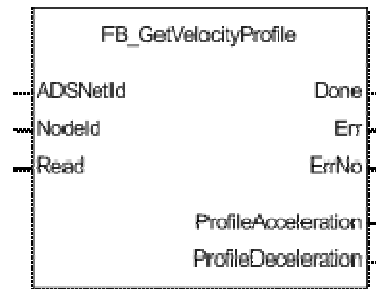 FB_GetVelocityProfile
ADSNetId Done
NodeId Err
Read ErrNo
ProfileAcceleration
ProfileDeceleration